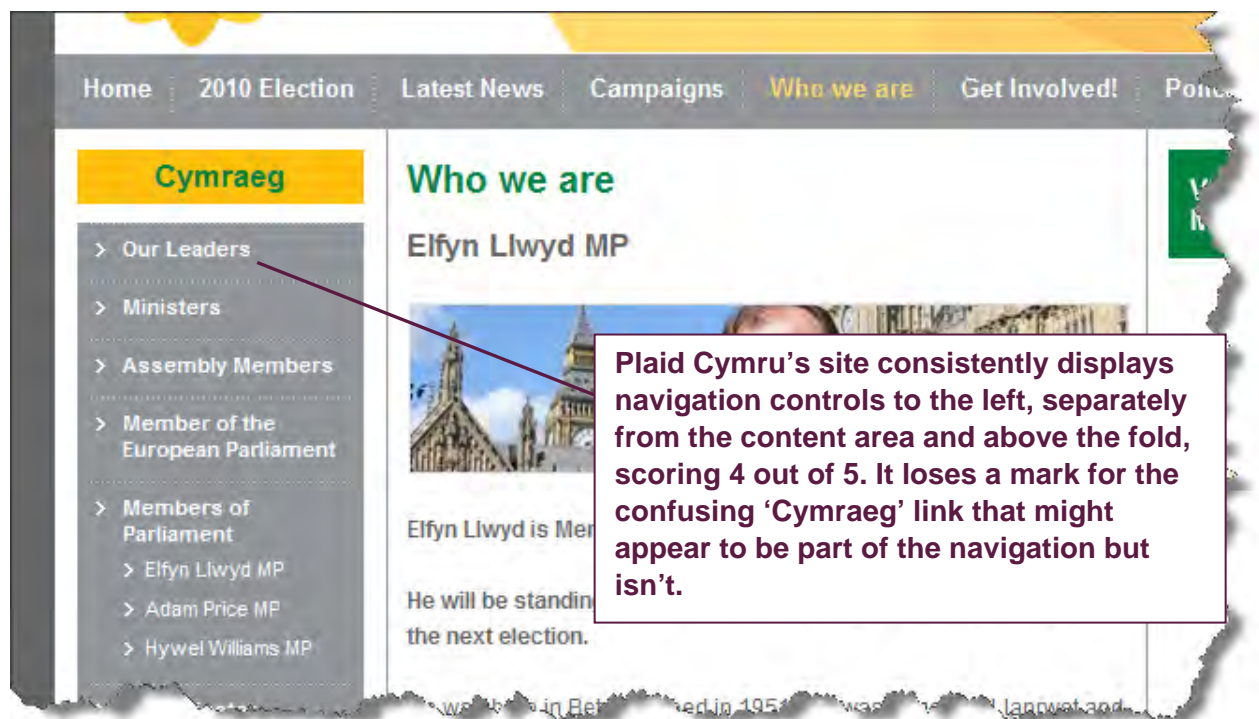 Home 2010 Election Latest News Campaigns Who we are Get Involved!
Cymraeg
> Our Leaders
> Ministers
> Assembly Members
> Member of the
European Parliament
> Members of
Parliament
> Elfyn Llwyd MP
> Adam Price MP
> Hywel Williams MP
Who we are
Elfyn Llwyd MP
Plaid Cymru’s site consistently displays
navigation controls to the left, separately
from the content area and above the fold,
scoring 4 out of 5. It loses a mark for the
confusing ‘Cymraeg’ link that might
appear to be part of the navigation but
isn’t.
Elfyn Llwyd is
He will be
the next election.
in